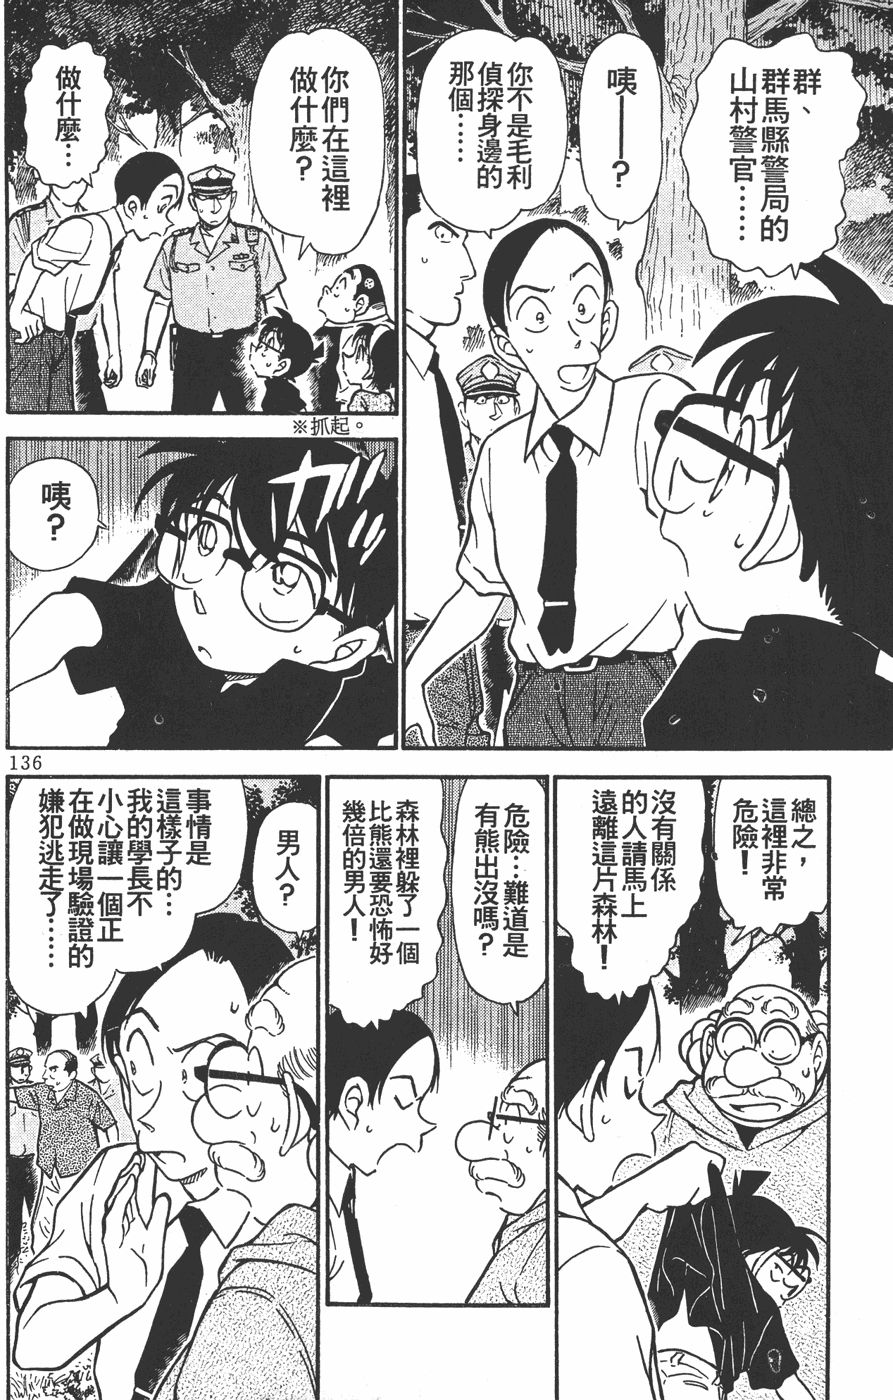 群、
群馬縣警局的
山村警官……
咦——？
你不是毛利
偵探身邊的
那個……
你們在這裡
做什麼？
做什麼…
※抓起。
ガバッ
咦？
136
總之，
這裡非常
危險！
沒有關係
的人請馬上
遠離這片森林！
危險…難道是
有熊出沒嗎？
森林裡躲了一個
比熊還要恐怖好
幾倍的男人！
男人？
事情是
這樣子的…
我的學長不
小心讓一個正
在做現場驗證的
嫌犯逃走了……